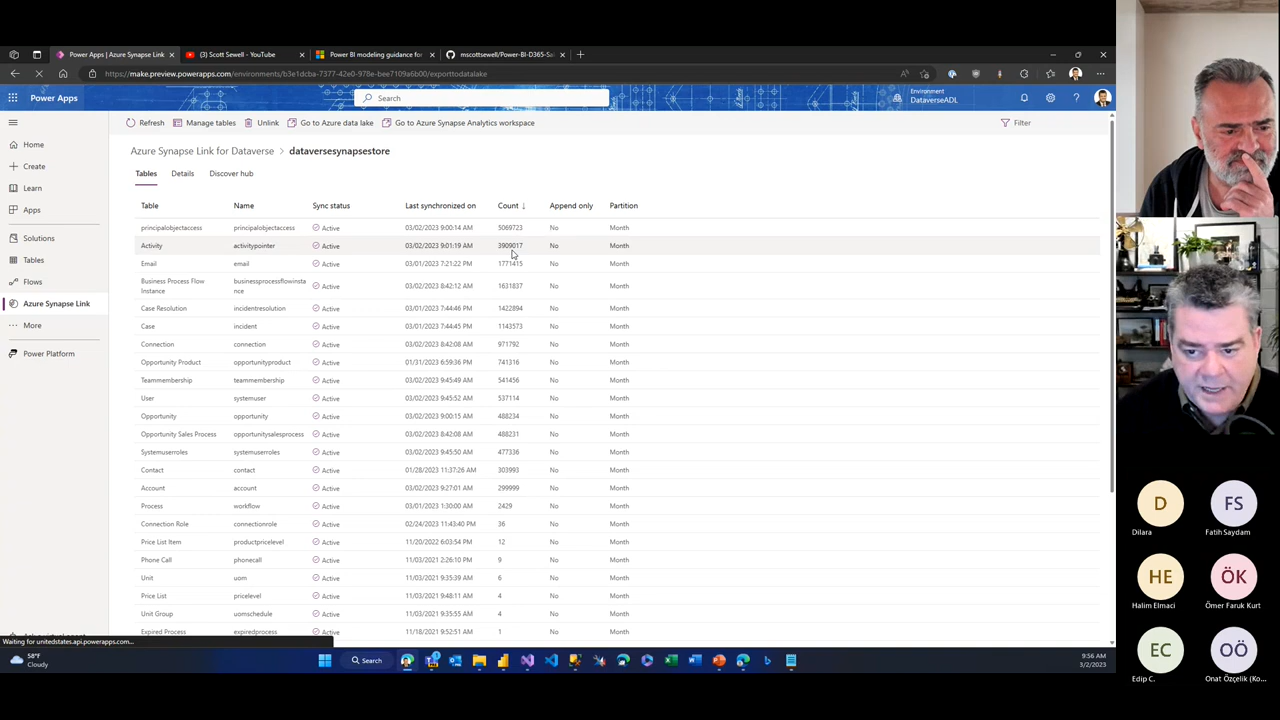 Power Apps | Azure Synapse Link
(3) Scott Sewell - YouTube
Power BI modeling guidance for
mscottsewell/Power-BI-D365-Sal
https://make.preview.powerapps.com/environments/b3e1dcba-7377-42e0-978e-bee7109a6b00/exporttodatalake
Power Apps
Search
Environment
DataverseADL
Refresh Manage tables Unlink Go to Azure data lake Go to Azure Synapse Analytics workspace Filter
Home
Create
Learn
Apps
Solutions
Tables
Flows
Azure Synapse Link
More
Power Platform
Azure Synapse Link for Dataverse > dataversesynapsestore
Tables Details Discover hub
Table Name Sync status Last synchronized on Count ↓ Append only Partition
principalobjectaccess principalobjectaccess Active 03/02/2023 9:00:14 AM 5069723 No Month
Activity activitypointer Active 03/02/2023 9:01:19 AM 3909017 No Month
Email email Active 03/01/2023 7:21:22 PM 1771415 No Month
Business Process Flow businessprocessflowinsta Active 03/02/2023 8:42:12 AM 1631837 No Month
Instance nce
Case Resolution incidentresolution Active 03/01/2023 7:44:46 PM 1422894 No Month
Case incident Active 03/01/2023 7:44:45 PM 1143573 No Month
Connection connection Active 03/02/2023 8:42:08 AM 971792 No Month
Opportunity Product opportunityproduct Active 01/31/2023 6:59:36 PM 741316 No Month
Teammembership teammembership Active 03/02/2023 9:45:49 AM 541456 No Month
User systemuser Active 03/02/2023 9:45:52 AM 537114 No Month
Opportunity opportunity Active 03/02/2023 9:00:15 AM 488234 No Month
Opportunity Sales Process opportunitysalesprocess Active 03/02/2023 8:42:08 AM 488231 No Month
Systemuserroles systemuserroles Active 03/02/2023 9:45:50 AM 477336 No Month
Contact contact Active 01/28/2023 11:37:26 AM 303993 No Month
Account account Active 03/02/2023 9:27:01 AM 299999 No Month
Process workflow Active 03/01/2023 1:30:00 AM 2429 No Month
Connection Role connectionrole Active 02/24/2023 11:43:40 PM 36 No Month
Price List Item productpricelevel Active 11/20/2022 6:03:54 PM 12 No Month
Phone Call phonecall Active 11/03/2021 2:26:10 PM 9 No Month
Unit uom Active 11/03/2021 9:35:39 AM 6 No Month
Price List pricelevel Active 11/03/2021 9:48:11 AM 4 No Month
Unit Group uomschedule Active 11/03/2021 9:35:55 AM 4 No Month
Expired Process expiredprocess Active 11/18/2021 9:52:51 AM 1 No Month
Waiting for unitedstates.api.powerapps.com...
58°F
Cloudy
Search
9:56 AM
3/2/2023
D
Dilara
FS
Fatih Saydam
HE
Halim Elmaci
ÖK
Ömer Faruk Kurt
EC
Edip C.
OÖ
Onat Özçelik (Ko...